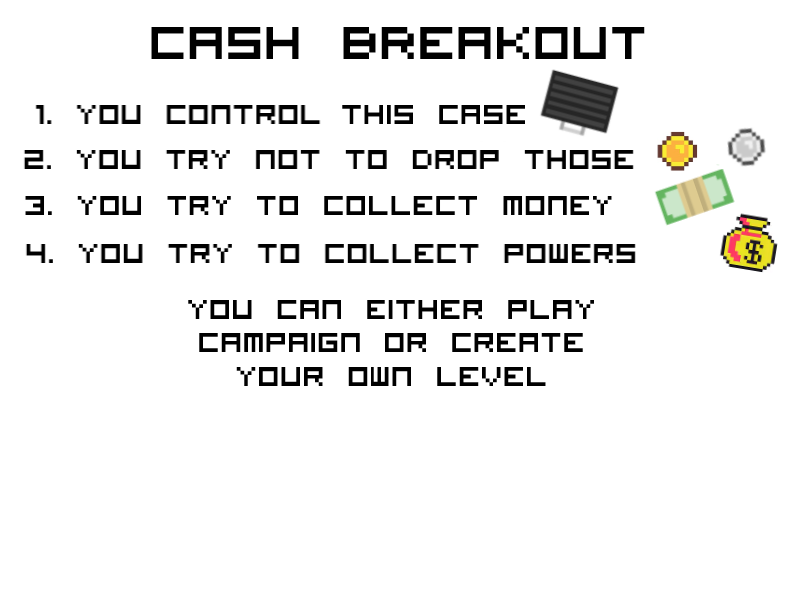 CASH BREAKOUT
1. YOU CONTROL THIS CASE
2. YOU TRY NOT TO DROP THOSE
3. YOU TRY TO COLLECT MONEY
4. YOU TRY TO COLLECT POWERS
$
YOU CAN EITHER PLAY
CAMPAIGN OR CREATE
YOUR OWN LEVEL